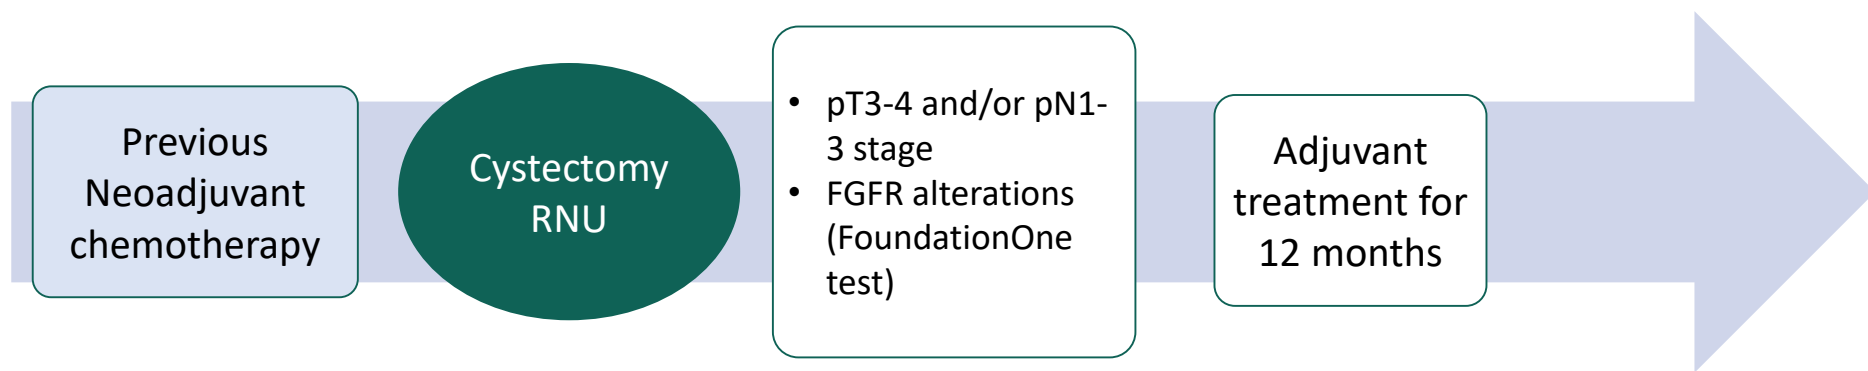 Previous
Neoadjuvant
chemotherapy
Cystectomy
RNU
• pT3-4 and/or pN1-
3 stage
• FGFR alterations
(FoundationOne
test)
Adjuvant
treatment for
12 months